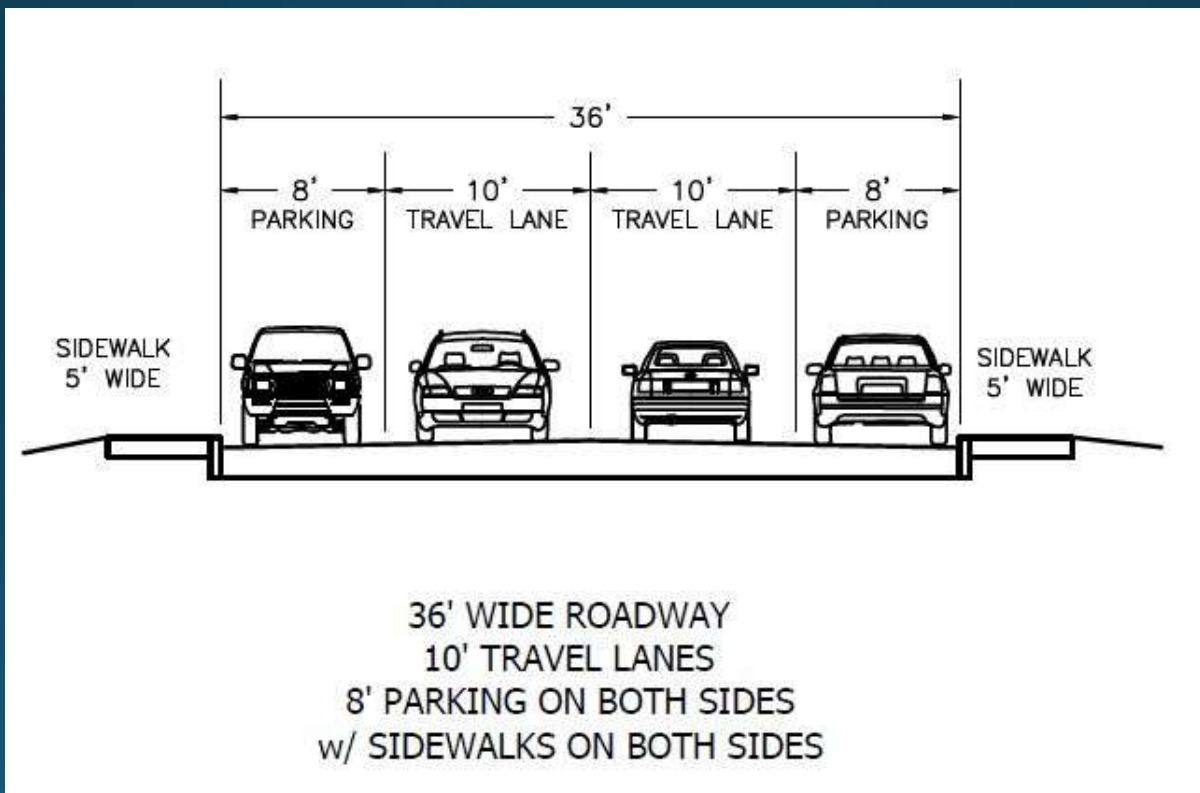 36'
8'
PARKING
10'
TRAVEL LANE
10'
TRAVEL LANE
8'
PARKING
SIDEWALK
5' WIDE
SIDEWALK
5' WIDE
36' WIDE ROADWAY
10' TRAVEL LANES
8' PARKING ON BOTH SIDES
w/ SIDEWALKS ON BOTH SIDES